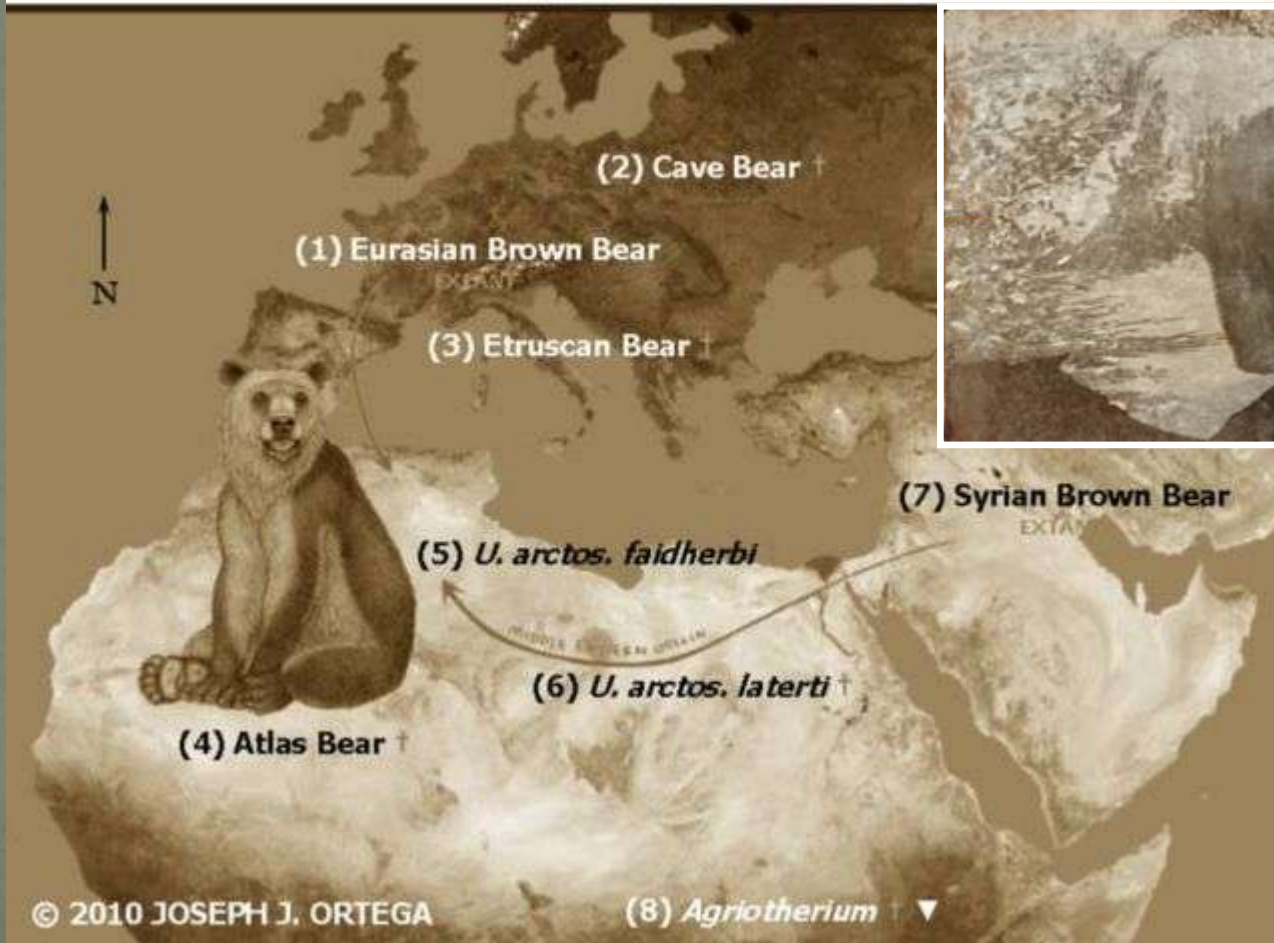 (2) Cave Bear †
(1) Eurasian Brown Bear
EXTANT
N
(3) Etruscan Bear †
(7) Syrian Brown Bear
EXTAN
(5) U. arctos. faidherbi
MIDDLE EASTERN ORIGIN
(6) U. arctos. laterti †
(4) Atlas Bear †
© 2010 JOSEPH J. ORTEGA
(8) Agriotherium † ▼